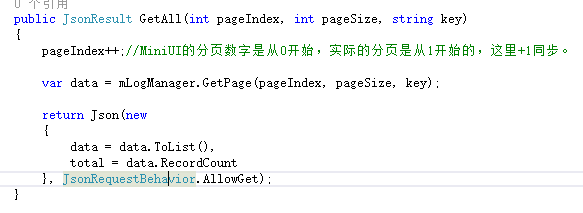 0 个引用
public JsonResult GetAll(int pageIndex, int pageSize, string key)
{
pageIndex++;//MiniUI的分页数字是从0开始，实际的分页是从1开始的，这里+1同步。
var data = mLogManager.GetPage(pageIndex, pageSize, key);
return Json(new
{
data = data.ToList(),
total = data.RecordCount
}, JsonRequestBehavior.AllowGet);
}